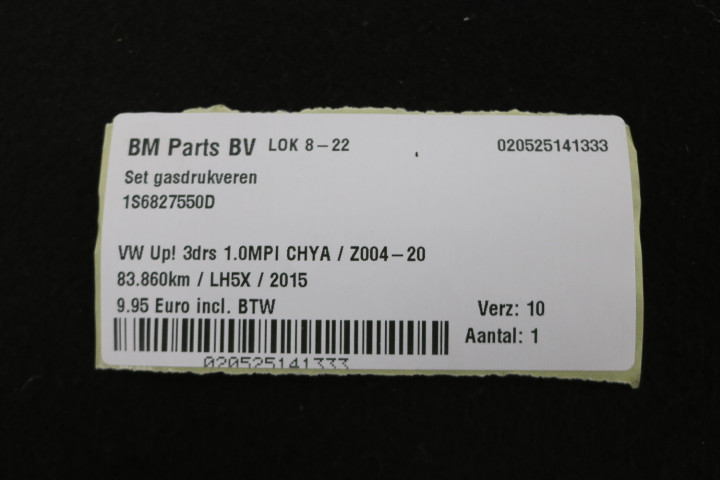 BM Parts BV LOK 8-22 020525141333
Set gasdrukveren
1S6827550D
VW Up! 3drs 1.0MPI CHYA / Z004-20
83.860km / LH5X / 2015
9.95 Euro incl. BTW Verz: 10
Aantal: 1
020525141333